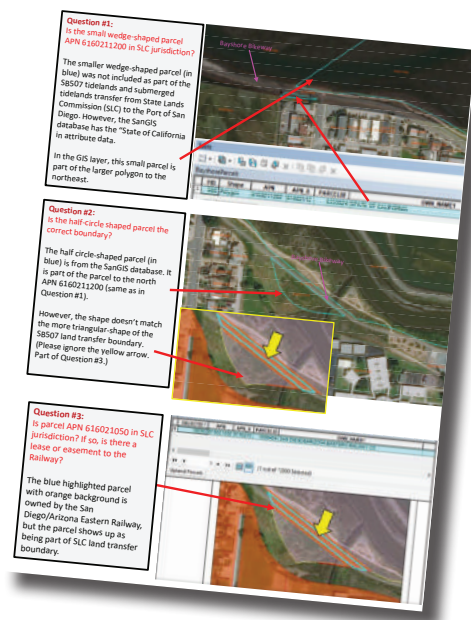 Question #1:
Is the small wedge-shaped parcel
APN 6160211200 in SLC jurisdiction?
The smaller wedge-shaped parcel (in
blue) was not included as part of the
SB507 tidelands and submerged
tidelands transfer from State Lands
Commission (SLC) to the Port of San
Diego. However, the SanGIS
database has the "State of California
in attribute data.
In the GIS layer, this small parcel is
part of the larger polygon to the
northeast.
Bayshore Bikeway
FID Shape APN APN_8 PARCELID OWN_NAME1
STATE OF CALIFORNIA
Question #2:
Is the half-circle shaped parcel the
correct boundary?
The half circle-shaped parcel (in
blue) is from the SanGIS database. It
is part of the parcel to the north
APN 6160211200 (same as in
Question #1).
However, the shape doesn't match
the more triangular-shape of the
SB507 land transfer boundary.
(Please ignore the yellow arrow.
Part of Question #3.)
Question #3:
Is parcel APN 616021050 in SLC
jurisdiction? If so, is there a
lease or easement to the
Railway?
The blue highlighted parcel
with orange background is
owned by the San
Diego/Arizona Eastern Railway,
but the parcel shows up as
being part of SLC land transfer
boundary.